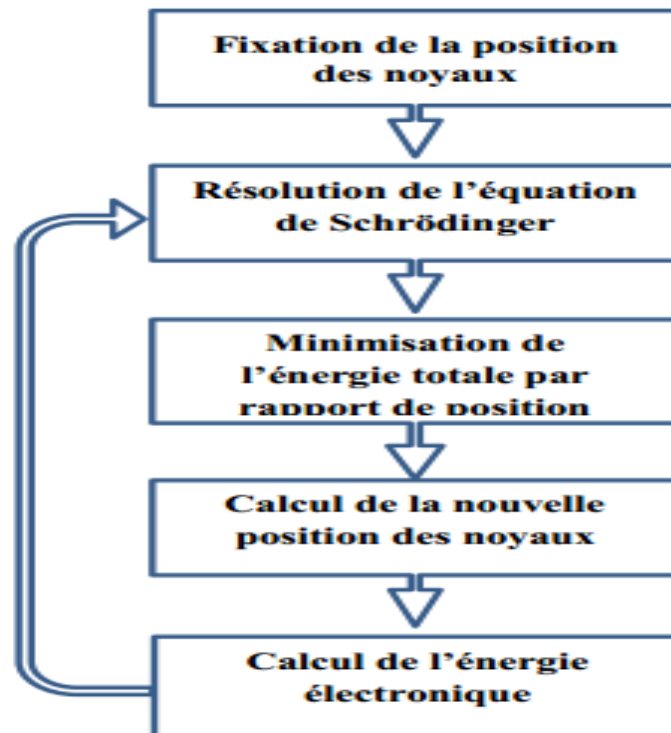 Fixation de la position
des noyaux
Résolution de l'équation
de Schrödinger
Minimisation de
l'énergie totale par
rapport de position
Calcul de la nouvelle
position des noyaux
Calcul de l'énergie
électronique